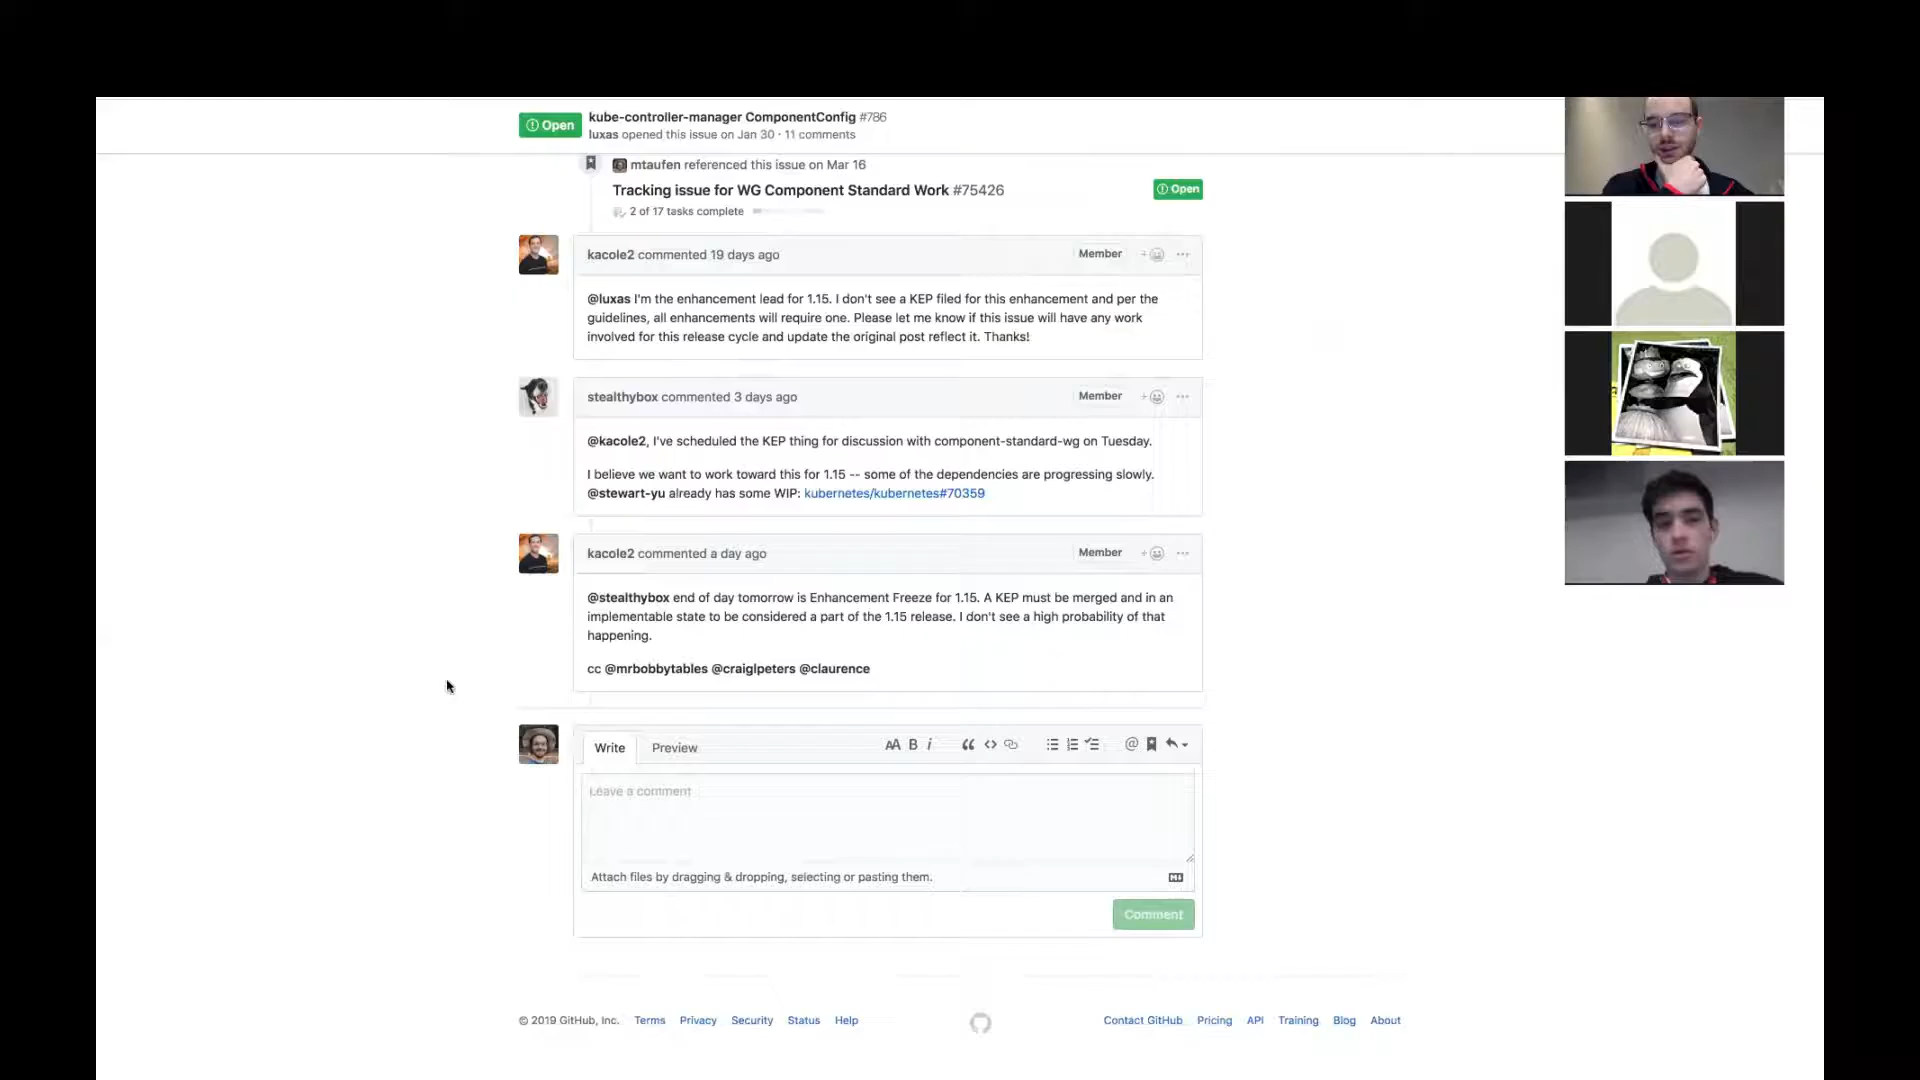 Open
kube-controller-manager ComponentConfig #786
luxas opened this issue on Jan 30 · 11 comments
mtaufen referenced this issue on Mar 16
Tracking issue for WG Component Standard Work #75426
Open
2 of 17 tasks complete
kacole2 commented 19 days ago
Member
@luxas I'm the enhancement lead for 1.15. I don't see a KEP filed for this enhancement and per the
guidelines, all enhancements will require one. Please let me know if this issue will have any work
involved for this release cycle and update the original post reflect it. Thanks!
stealthybox commented 3 days ago
Member
@kacole2, I've scheduled the KEP thing for discussion with component-standard-wg on Tuesday.
I believe we want to work toward this for 1.15 -- some of the dependencies are progressing slowly.
@stewart-yu already has some WIP: kubernetes/kubernetes#70359
kacole2 commented a day ago
Member
@stealthybox end of day tomorrow is Enhancement Freeze for 1.15. A KEP must be merged and in an
implementable state to be considered a part of the 1.15 release. I don't see a high probability of that
happening.
cc @mrbobbytables @craiglpeters @claurence
Write
Preview
AA B i
Leave a comment
Attach files by dragging & dropping, selecting or pasting them.
Comment
© 2019 GitHub, Inc. Terms Privacy Security Status Help
Contact GitHub Pricing API Training Blog About